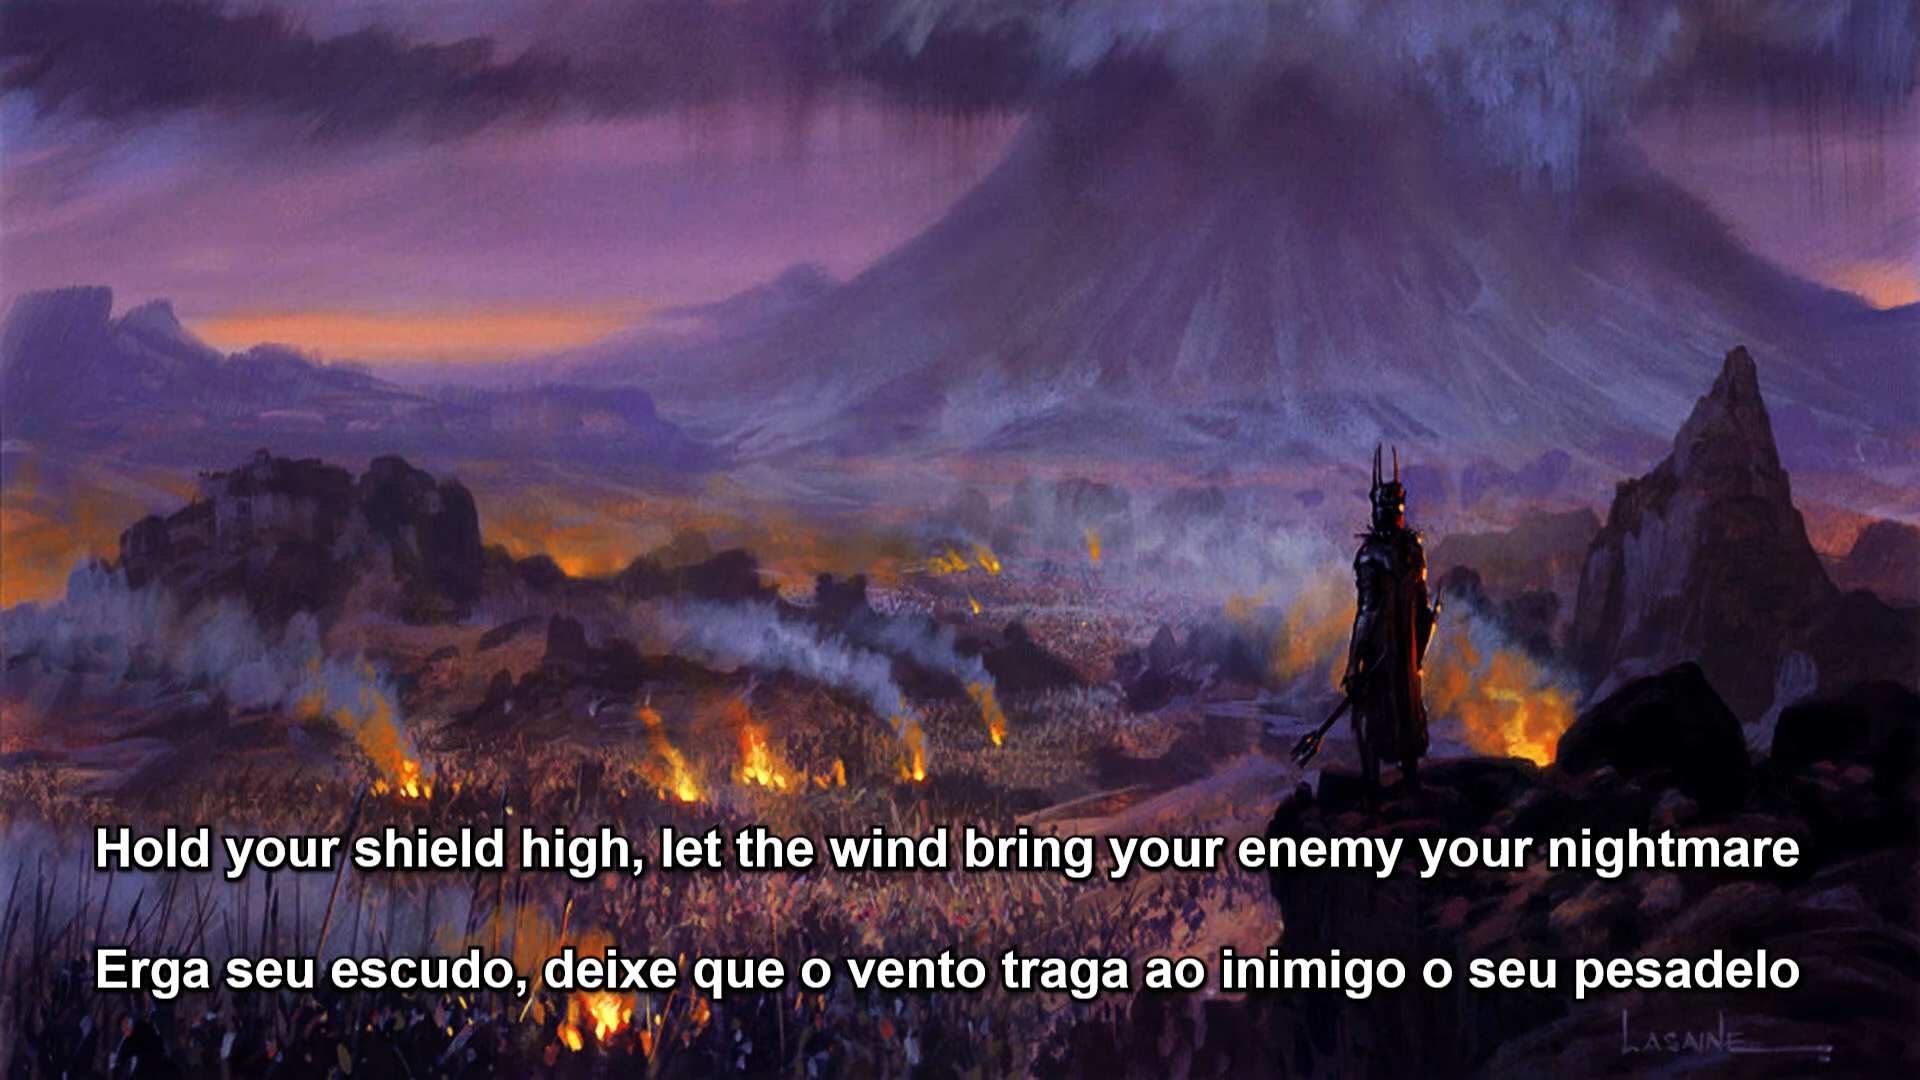 Hold your shield high, let the wind bring your enemy your nightmare
Erga seu escudo, deixe que o vento traga ao inimigo o seu pesadelo
LASAINE